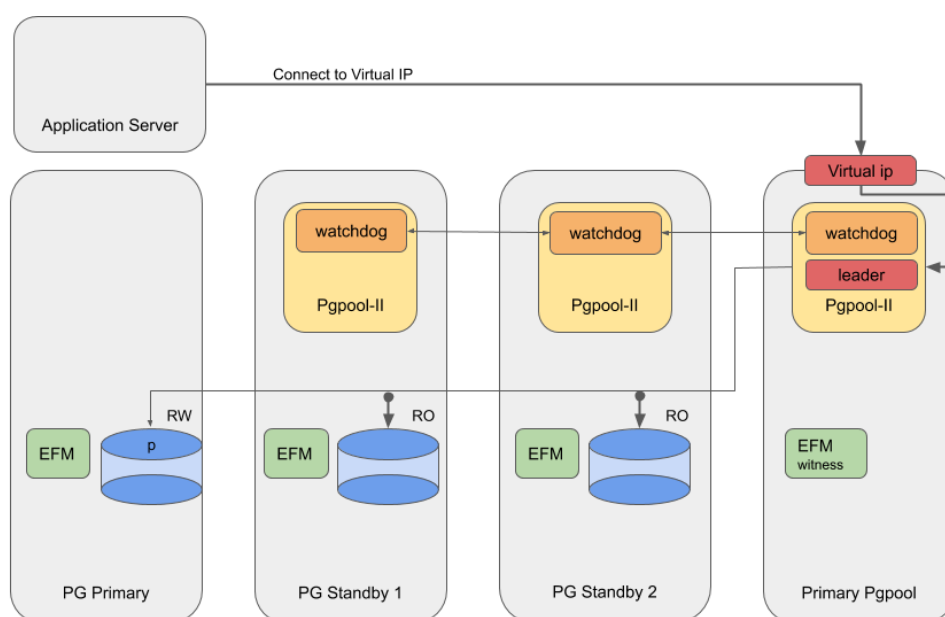 Connect to Virtual IP
Application Server
Virtual ip
watchdog
watchdog
watchdog
leader
Pgpool-II
Pgpool-II
Pgpool-II
RW
RO
RO
EFM
p
EFM
EFM
EFM
witness
PG Primary
PG Standby 1
PG Standby 2
Primary Pgpool